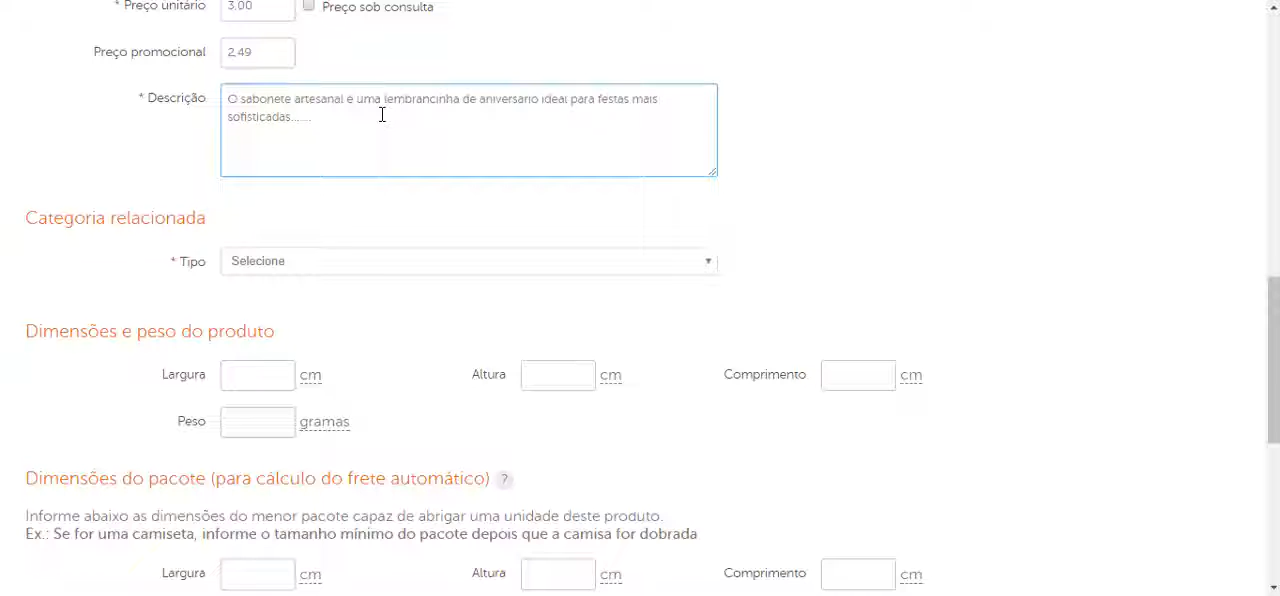 * Preço unitário 3,00 Preço sob consulta
Preço promocional 2,49
* Descrição O sabonete artesanal é uma lembrancinha de aniversário ideal para festas mais
sofisticadas......
Categoria relacionada
* Tipo Selecione
Dimensões e peso do produto
Largura cm Altura cm Comprimento cm
Peso gramas
Dimensões do pacote (para cálculo do frete automático) ?
Informe abaixo as dimensões do menor pacote capaz de abrigar uma unidade deste produto.
Ex.: Se for uma camiseta, informe o tamanho mínimo do pacote depois que a camisa for dobrada
Largura cm Altura cm Comprimento cm